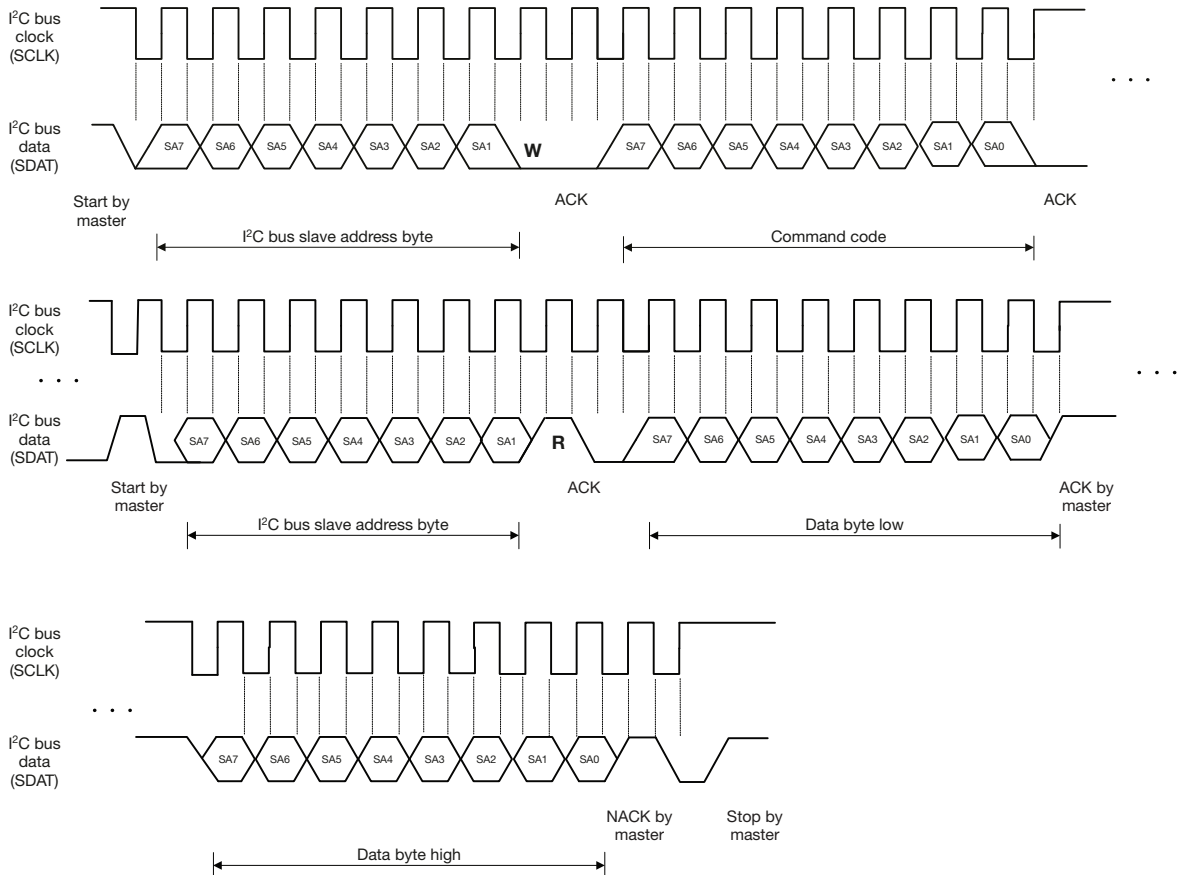 I²C bus
clock
(SCLK)
. . .
I²C bus
data
(SDAT)
SA7 SA6 SA5 SA4 SA3 SA2 SA1 W SA7 SA6 SA5 SA4 SA3 SA2 SA1 SA0
Start by
master
ACK
ACK
I²C bus slave address byte
Command code
I²C bus
clock
(SCLK)
. . .
. . .
I²C bus
data
(SDAT)
SA7 SA6 SA5 SA4 SA3 SA2 SA1 R SA7 SA6 SA5 SA4 SA3 SA2 SA1 SA0
Start by
master
ACK
ACK by
master
I²C bus slave address byte
Data byte low
I²C bus
clock
(SCLK)
. . .
I²C bus
data
(SDAT)
SA7 SA6 SA5 SA4 SA3 SA2 SA1 SA0
NACK by
master
Stop by
master
Data byte high